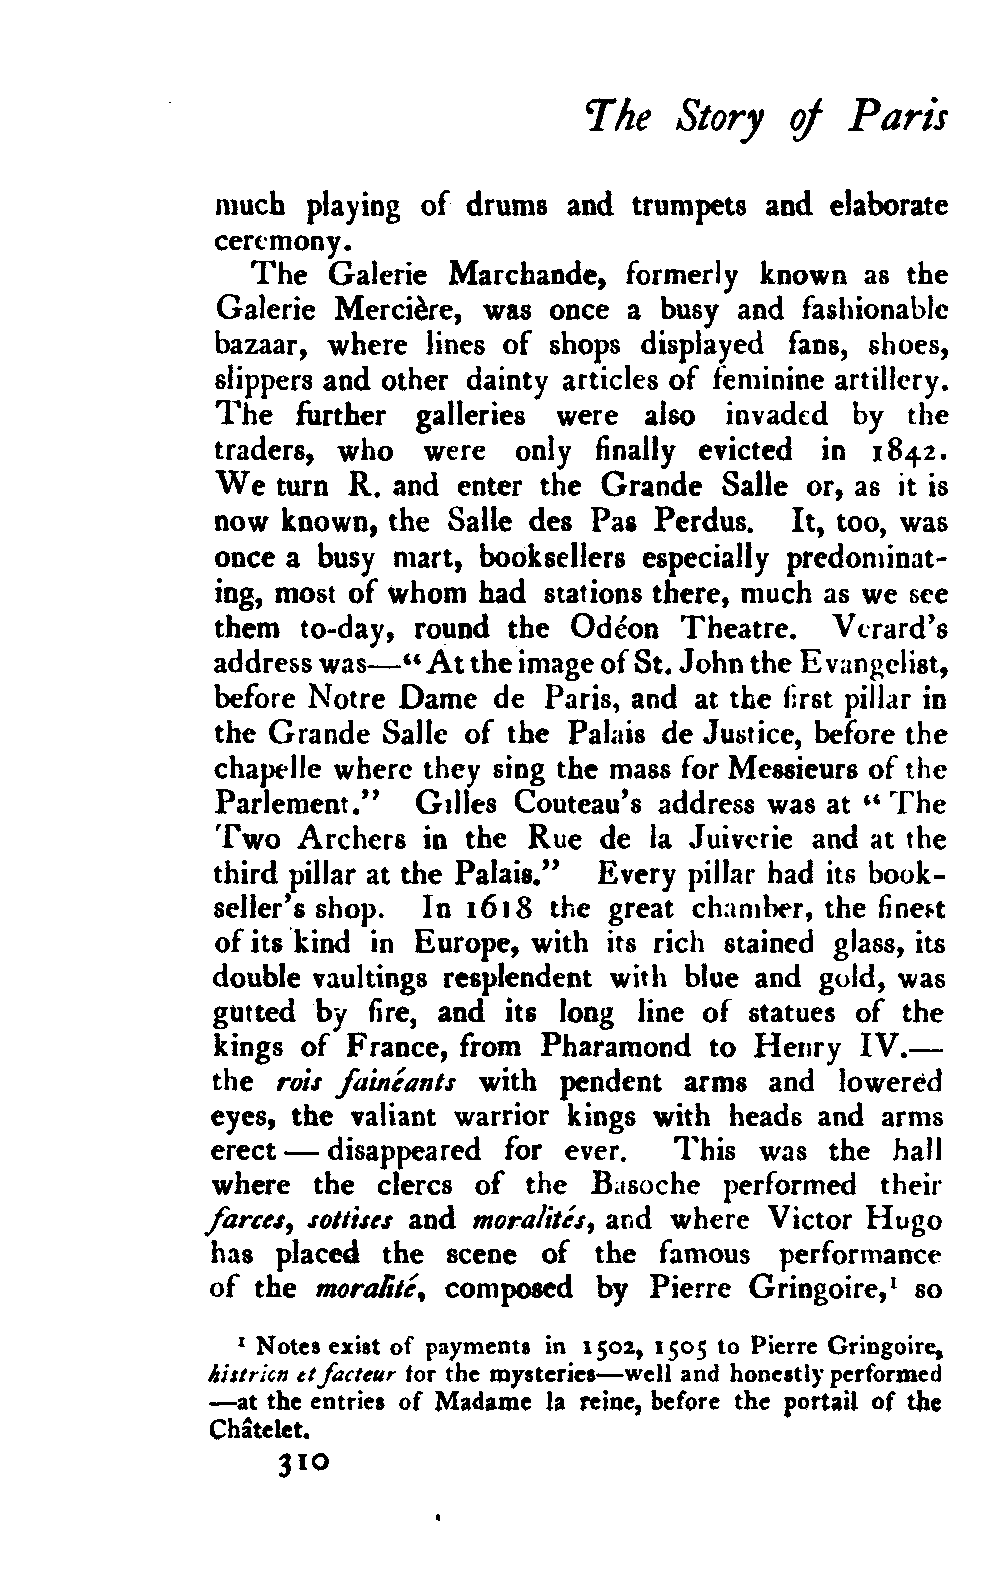 The Story of Paris
much playing of drums and trumpets and elaborate
ceremony.
The Galerie Marchande, formerly known as the
Galerie Mercière, was once a busy and fashionable
bazaar, where lines of shops displayed fans, shoes,
slippers and other dainty articles of feminine artillery.
The further galleries were also invaded by the
traders, who were only finally evicted in 1842.
We turn R. and enter the Grande Salle or, as it is
now known, the Salle des Pas Perdus. It, too, was
once a busy mart, booksellers especially predominat-
ing, most of whom had stations there, much as we see
them to-day, round the Odéon Theatre. Verard's
address was—“At the image of St. John the Evangelist,
before Notre Dame de Paris, and at the first pillar in
the Grande Salle of the Palais de Justice, before the
chapelle where they sing the mass for Messieurs of the
Parlement.” Gilles Couteau's address was at “The
Two Archers in the Rue de la Juiverie and at the
third pillar at the Palais.” Every pillar had its book-
seller's shop. In 1618 the great chamber, the finest
of its kind in Europe, with its rich stained glass, its
double vaultings resplendent with blue and gold, was
gutted by fire, and its long line of statues of the
kings of France, from Pharamond to Henry IV.—
the rois fainéants with pendent arms and lowered
eyes, the valiant warrior kings with heads and arms
erect — disappeared for ever. This was the hall
where the clercs of the Basoche performed their
farces, sottises and moralités, and where Victor Hugo
has placed the scene of the famous performance
of the moralité, composed by Pierre Gringoire,¹ so
¹ Notes exist of payments in 1502, 1505 to Pierre Gringoire,
histrien et facteur for the mysteries—well and honestly performed
—at the entries of Madame la reine, before the portail of the
Châtelet.
310